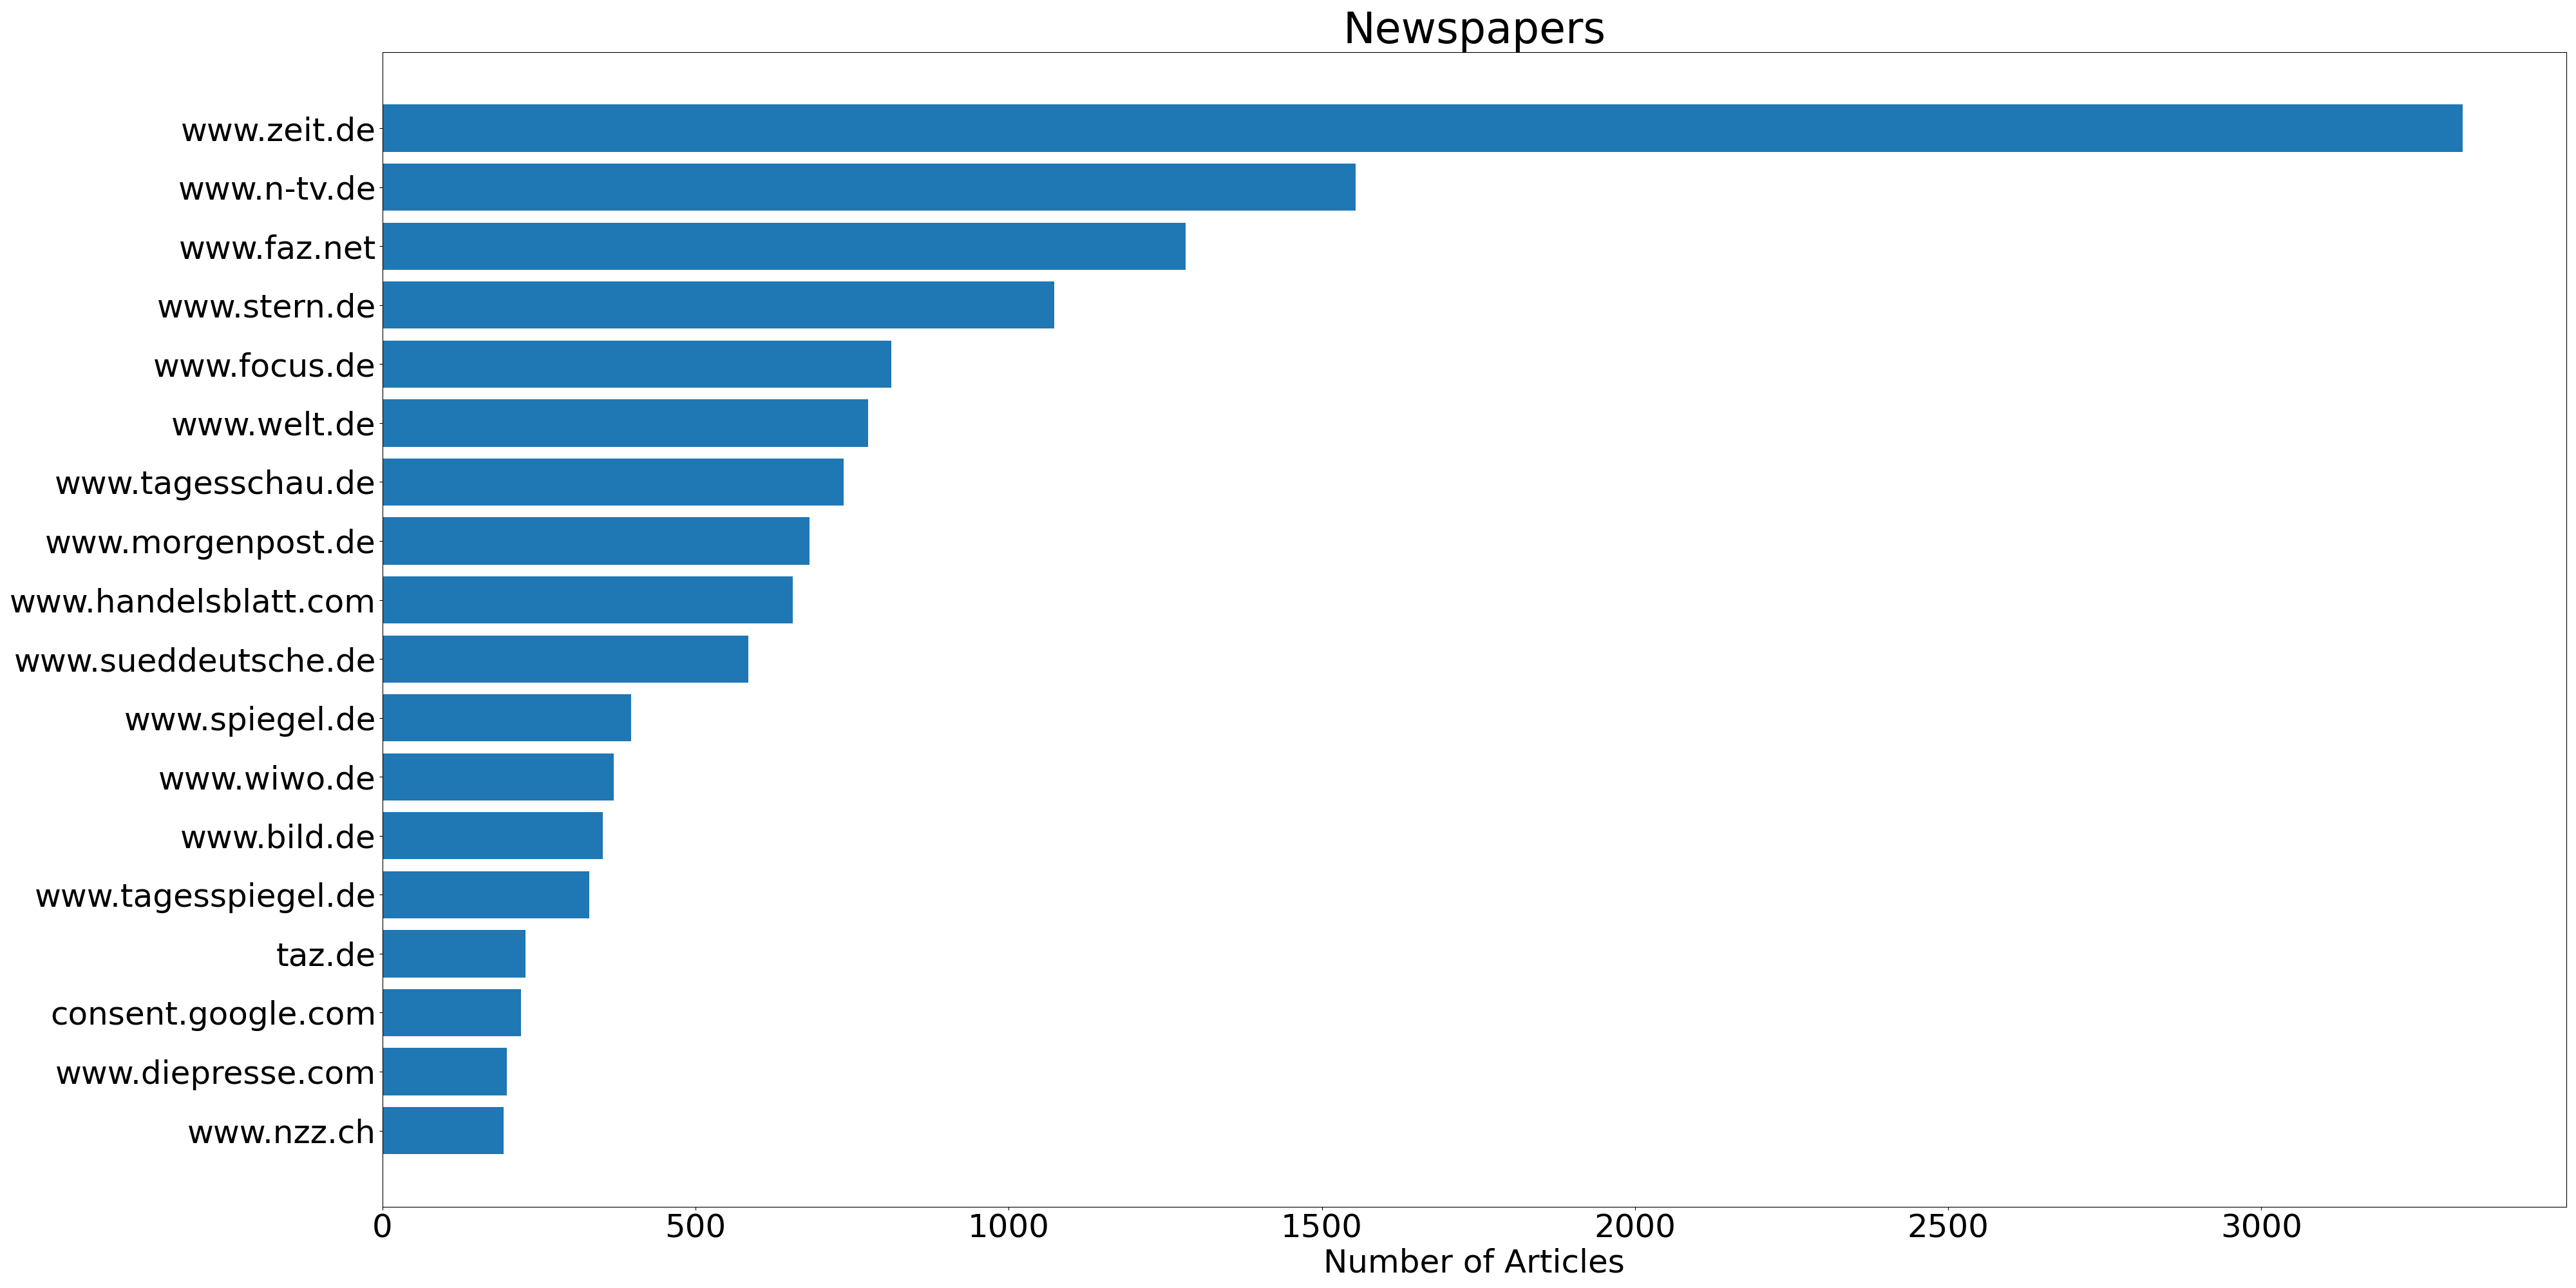 Newspapers
www.zeit.de
www.n-tv.de
www.faz.net
www.stern.de
www.focus.de
www.welt.de
www.tagesschau.de
www.morgenpost.de
www.handelsblatt.com
www.sueddeutsche.de
www.spiegel.de
www.wiwo.de
www.bild.de
www.tagesspiegel.de
taz.de
consent.google.com
www.diepresse.com
www.nzz.ch
0 500 1000 1500 2000 2500 3000
Number of Articles